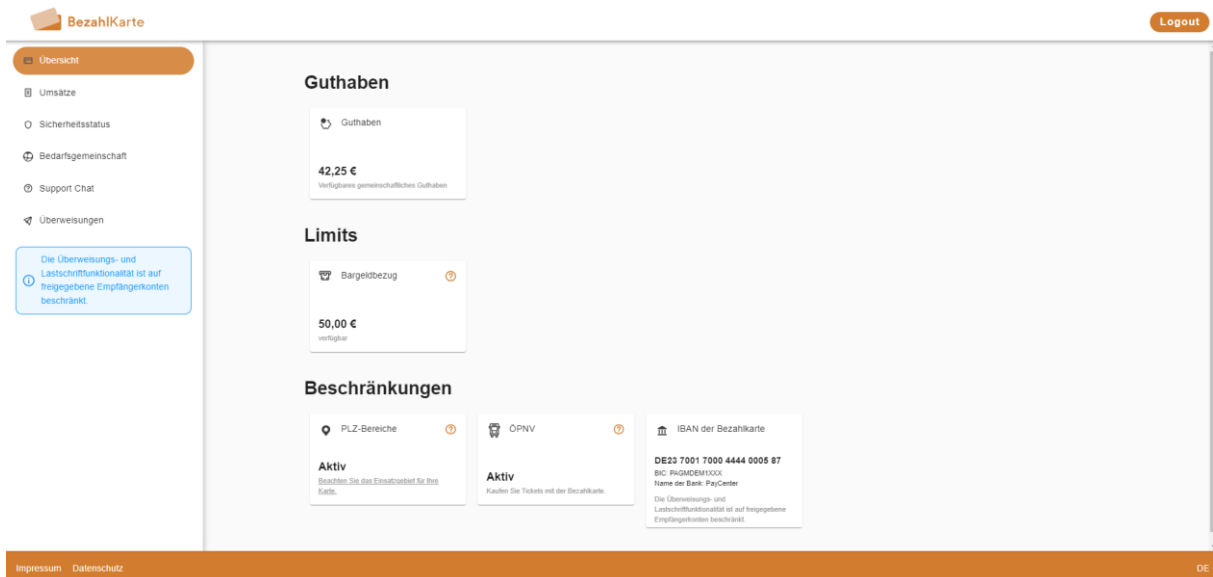 BezahlKarte
Logout
Übersicht
Umsätze
Sicherheitsstatus
Bedarfsgemeinschaft
Support Chat
Überweisungen
Die Überweisungs- und
Lastschriftfunktionalität ist auf
freigegebene Empfängerkonten
beschränkt.
Guthaben
Guthaben
42,25 €
Verfügbares gemeinschaftliches Guthaben
Limits
Bargeldbezug
50,00 €
verfügbar
Beschränkungen
PLZ-Bereiche
Aktiv
Beachten Sie das Einsatzgebiet für Ihre
Karte.
ÖPNV
Aktiv
Kaufen Sie Tickets mit der Bezahlkarte.
IBAN der Bezahlkarte
DE23 7001 7000 4444 0005 87
BIC: PAGMDEM1XXX
Name der Bank: PayCenter
Die Überweisungs- und
Lastschriftfunktionalität ist auf freigegebene
Empfängerkonten beschränkt.
Impressum Datenschutz
DE